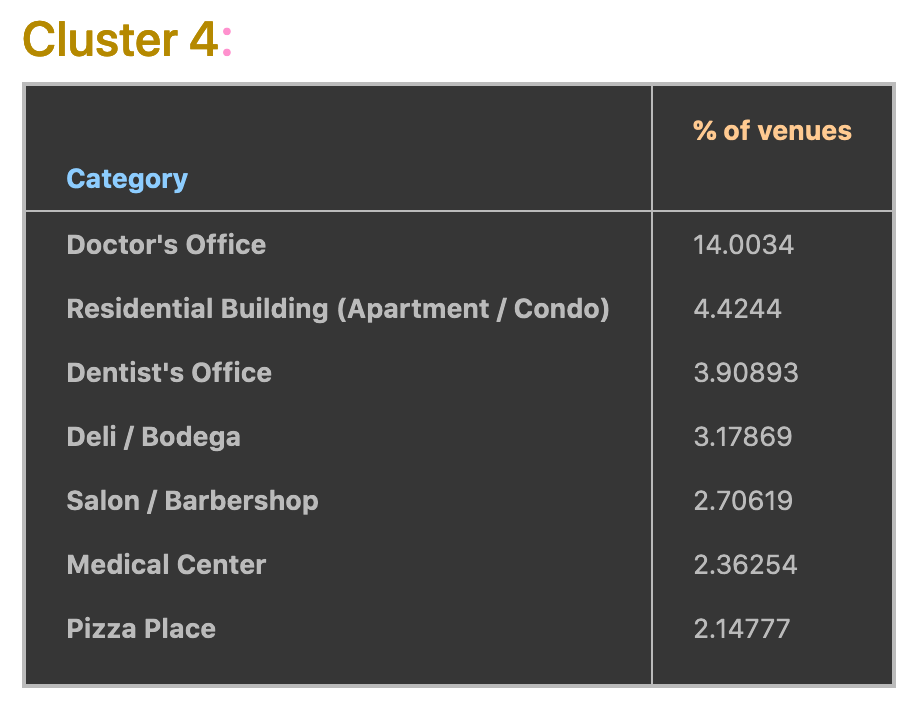 Cluster 4:
% of venues
Category
Doctor's Office 14.0034
Residential Building (Apartment / Condo) 4.4244
Dentist's Office 3.90893
Deli / Bodega 3.17869
Salon / Barbershop 2.70619
Medical Center 2.36254
Pizza Place 2.14777